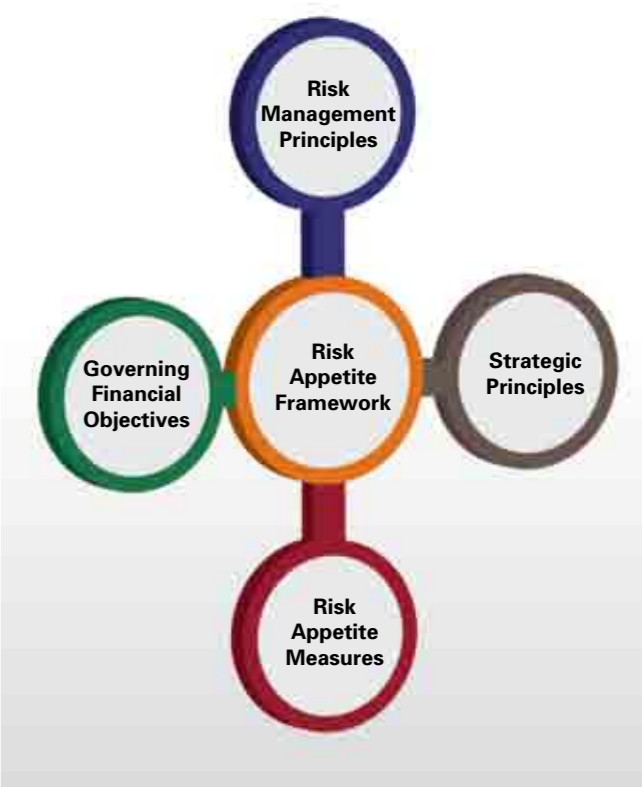 Risk
Management
Principles
Governing
Financial
Objectives
Risk
Appetite
Framework
Strategic
Principles
Risk
Appetite
Measures